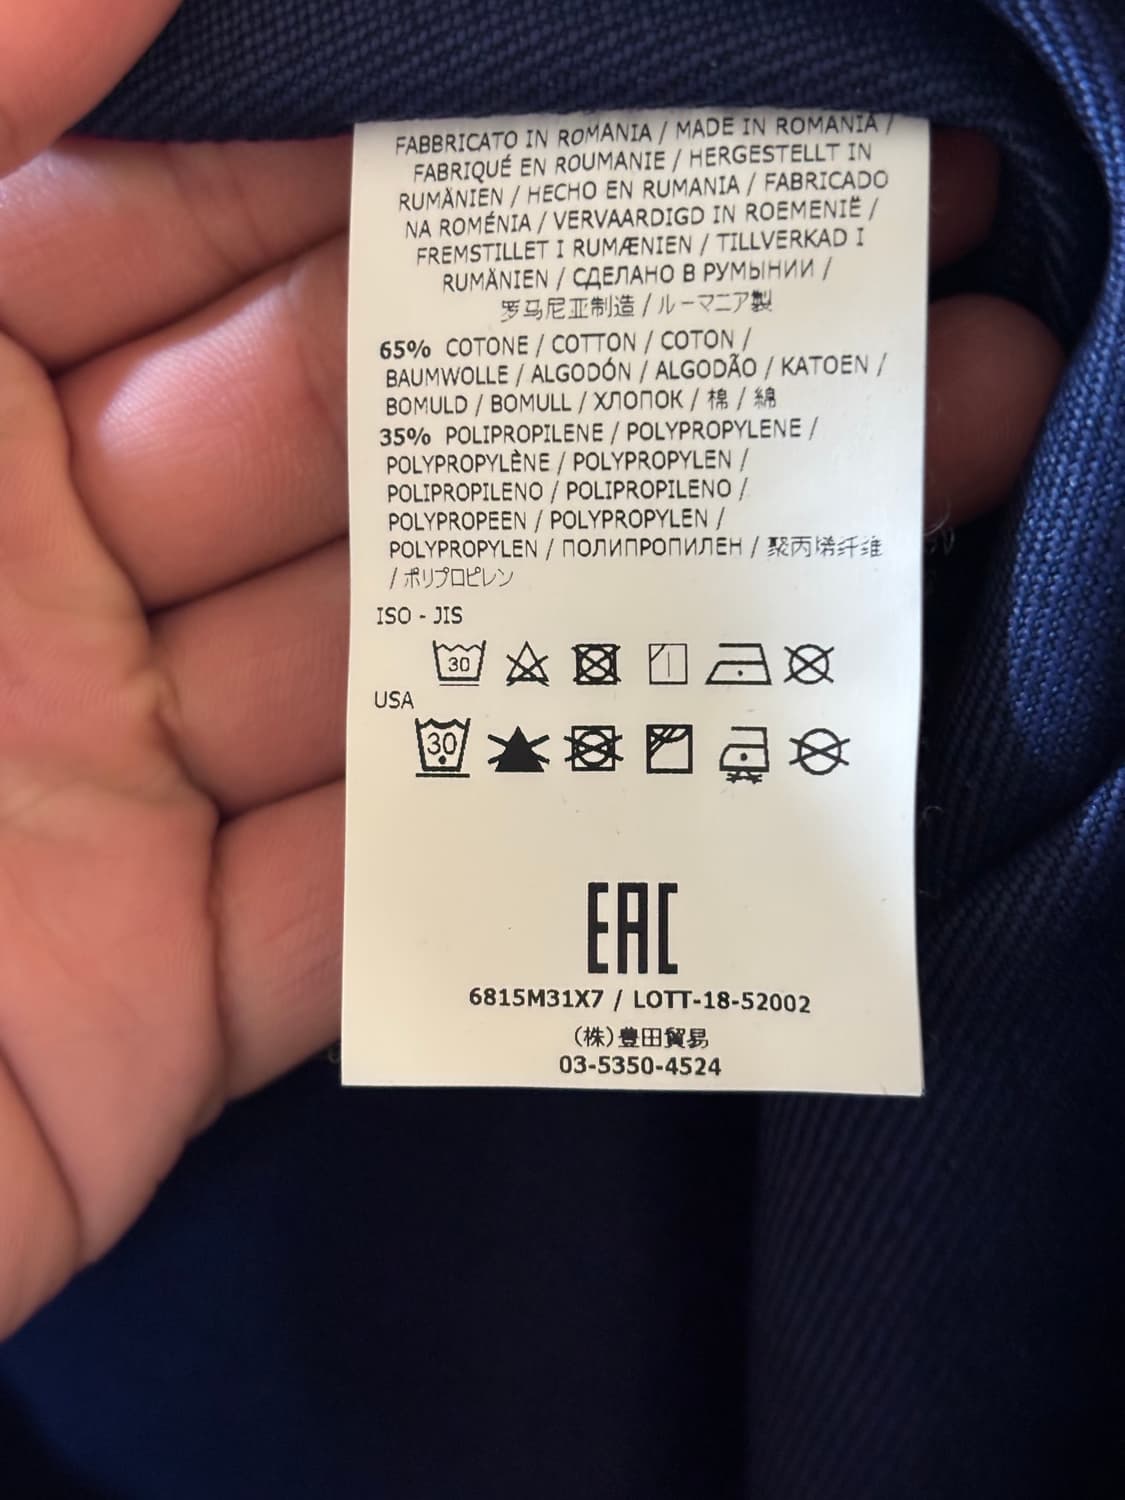 FABBRICATO IN ROMANIA / MADE IN ROMANIA /
FABRIQUÉ EN ROUMANIE / HERGESTELLT IN
RUMÄNIEN / HECHO EN RUMANIA / FABRICADO
NA ROMÉNIA / VERVAARDIGD IN ROEMENIË /
FREMSTILLET I RUMÆNIEN / TILLVERKAD I
RUMÄNIEN / СДЕЛАНО В РУМЫНИИ /
罗马尼亚制造 / ルーマニア製
65% COTONE / COTTON / COTON /
BAUMWOLLE / ALGODÓN / ALGODÃO / KATOEN /
BOMULD / BOMULL / ХЛОПОК / 棉 / 綿
35% POLIPROPILENE / POLYPROPYLENE /
POLYPROPYLÈNE / POLYPROPYLEN /
POLIPROPILENO / POLIPROPILENO /
POLYPROPEEN / POLYPROPYLEN /
POLYPROPYLEN / ПОЛИПРОПИЛЕН / 聚丙烯纤维
/ ポリプロピレン
ISO - JIS
30
USA
30
EAC
6815M31X7 / LOTT-18-52002
(株)豊田貿易
03-5350-4524